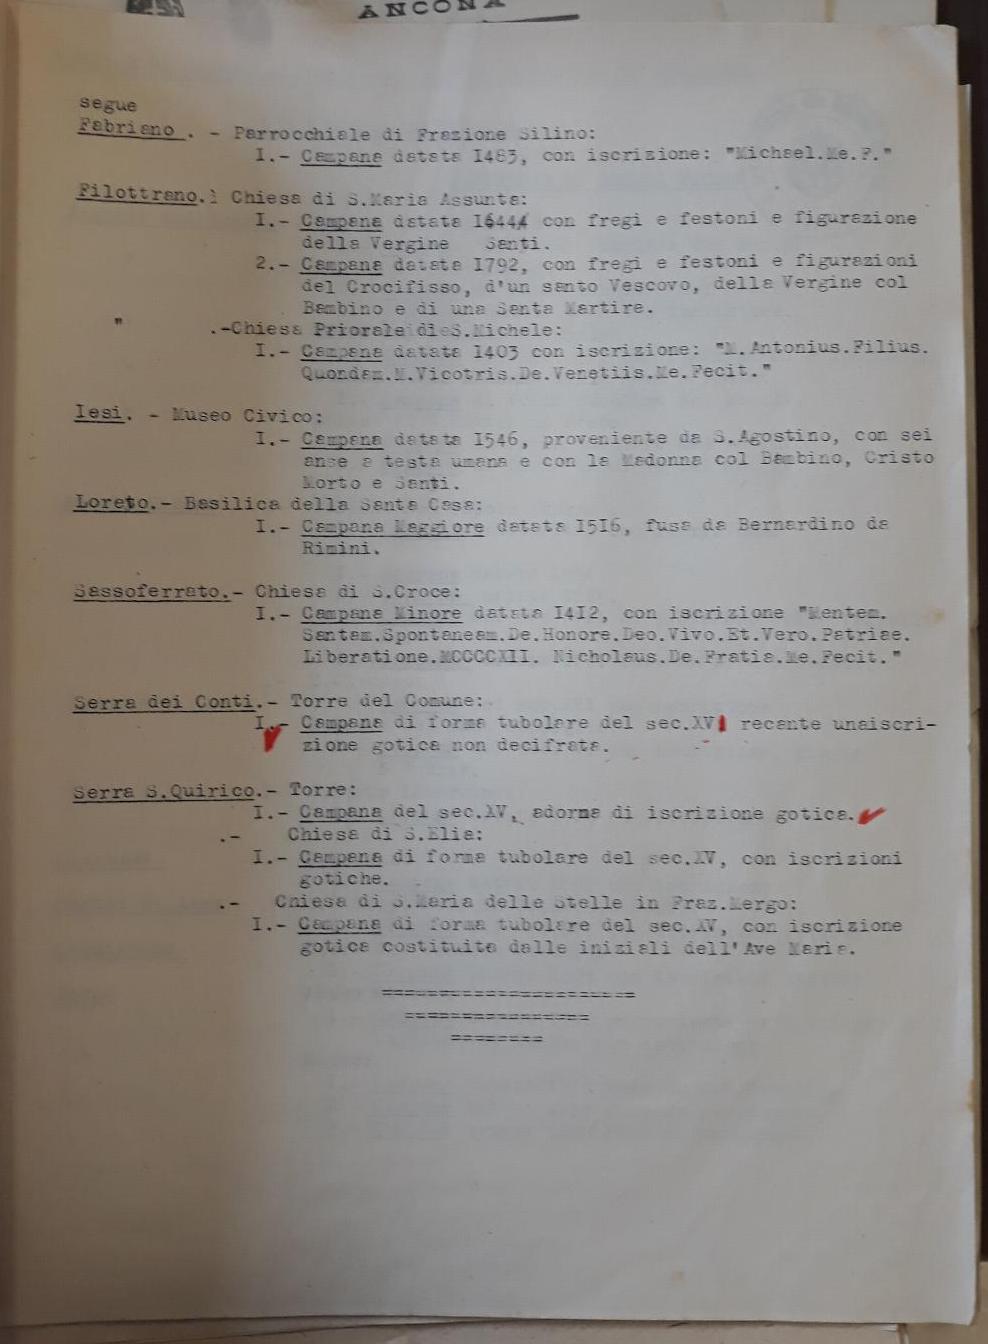 ANCONA
segue
Fabriano. - Parrocchiale di Frazione Silino:
I.- Campana datata I483, con iscrizione: "Michael.Me.F."
Filottrano. Chiesa di S.Maria Assunta:
I.- Campana datata I644 con fregi e festoni e figurazione
della Vergine Santi.
2.- Campana datata I792, con fregi e festoni e figurazioni
del Crocifisso, d'un santo Vescovo, della Vergine col
Bambino e di una Santa Martire.
" .-Chiesa Priorale di S.Michele:
I.- Campana datata I403 con iscrizione: "M.Antonius.Filius.
Quondam.M.Vicotris.De.Venetiis.Me.Fecit."
Iesi. - Museo Civico:
I.- Campana datata I546, proveniente da S.Agostino, con sei
anse a testa umana e con la Madonna col Bambino, Cristo
Morto e Santi.
Loreto.- Basilica della Santa Casa:
I.- Campana Maggiore datata I5I6, fusa da Bernardino da
Rimini.
Sassoferrato.- Chiesa di S.Croce:
I.- Campana Minore datata I4I2, con iscrizione "Mentem.
Santam.Spontaneam.De.Honore.Deo.Vivo.Et.Vero.Patriae.
Liberatione.MCCCCXII. Nicholaus.De.Fratis.Me.Fecit."
Serra dei Conti.- Torre del Comune:
I.- Campana di forma tubolare del sec.XV recante unaiscri-
zione gotica non decifrata.
Serra S.Quirico.- Torre:
I.- Campana del sec.XV, adorna di iscrizione gotica.
.- Chiesa di S.Elia:
I.- Campana di forma tubolare del sec.XV, con iscrizioni
gotiche.
.- Chiesa di S.Maria delle Stelle in Fraz.Mergo:
I.- Campana di forma tubolare del sec.XV, con iscrizione
gotica costituita dalle iniziali dell'Ave Maria.
======================
================
========